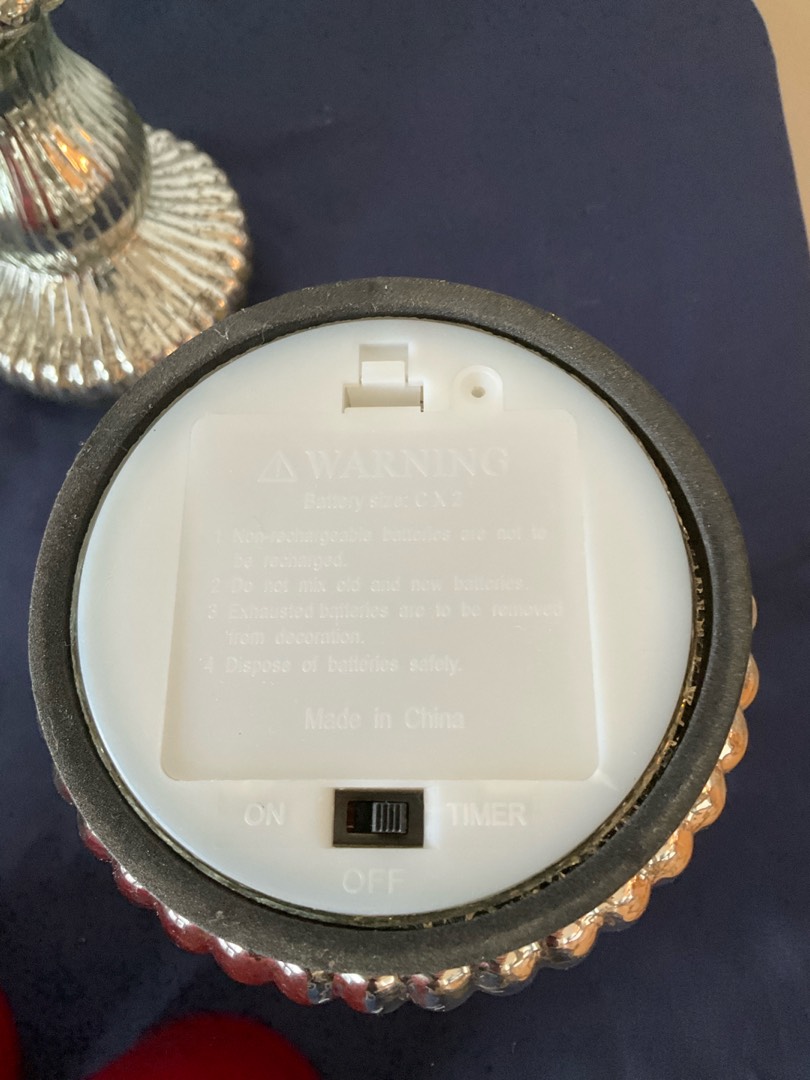 ⚠ WARNING
Battery size: C X 2
1 Non-rechargeable batteries are not to
be recharged.
2 Do not mix old and new batteries.
3 Exhausted batteries are to be removed
from decoration.
4 Dispose of batteries safely.
Made in China
ON TIMER
OFF